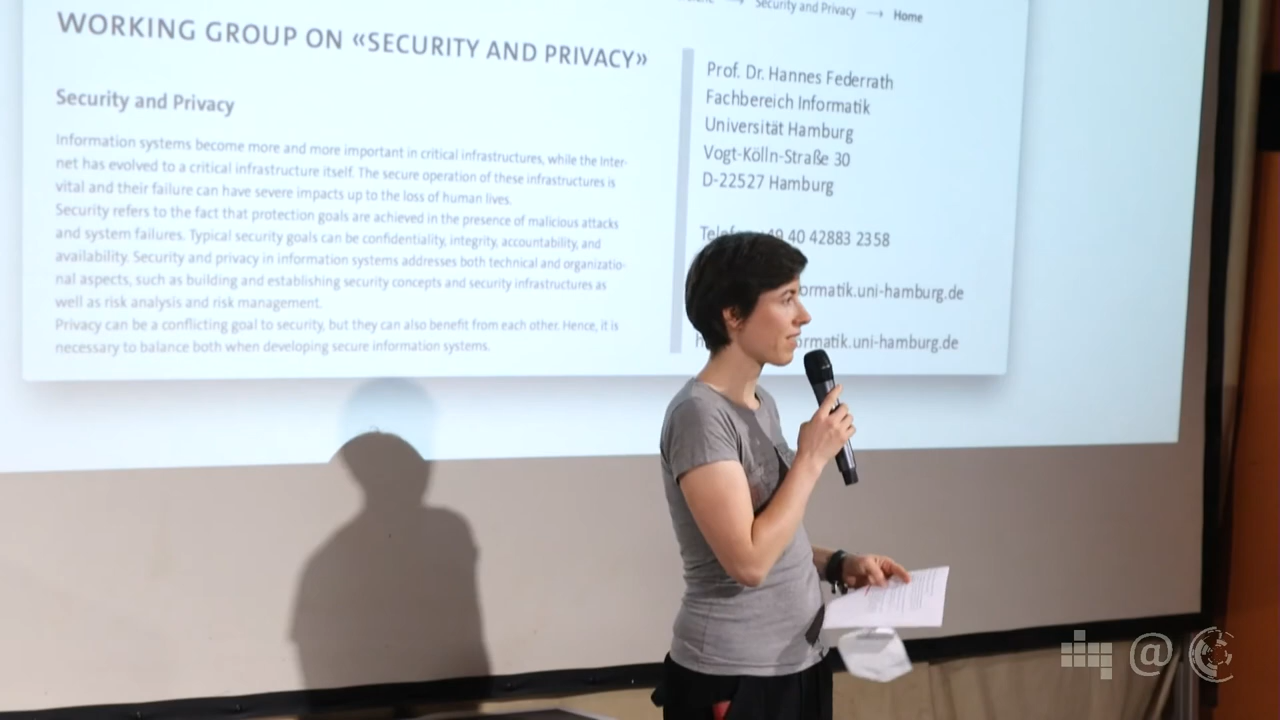 Security and Privacy → Home
WORKING GROUP ON «SECURITY AND PRIVACY»
Security and Privacy
Information systems become more and more important in critical infrastructures, while the Inter-
net has evolved to a critical infrastructure itself. The secure operation of these infrastructures is
vital and their failure can have severe impacts up to the loss of human lives.
Security refers to the fact that protection goals are achieved in the presence of malicious attacks
and system failures. Typical security goals can be confidentiality, integrity, accountability, and
availability. Security and privacy in information systems addresses both technical and organizatio-
nal aspects, such as building and establishing security concepts and security infrastructures as
well as risk analysis and risk management.
Privacy can be a conflicting goal to security, but they can also benefit from each other. Hence, it is
necessary to balance both when developing secure information systems.
Prof. Dr. Hannes Federrath
Fachbereich Informatik
Universität Hamburg
Vogt-Kölln-Straße 30
D-22527 Hamburg
40 42883 2358
ormatik.uni-hamburg.de
ormatik.uni-hamburg.de
@